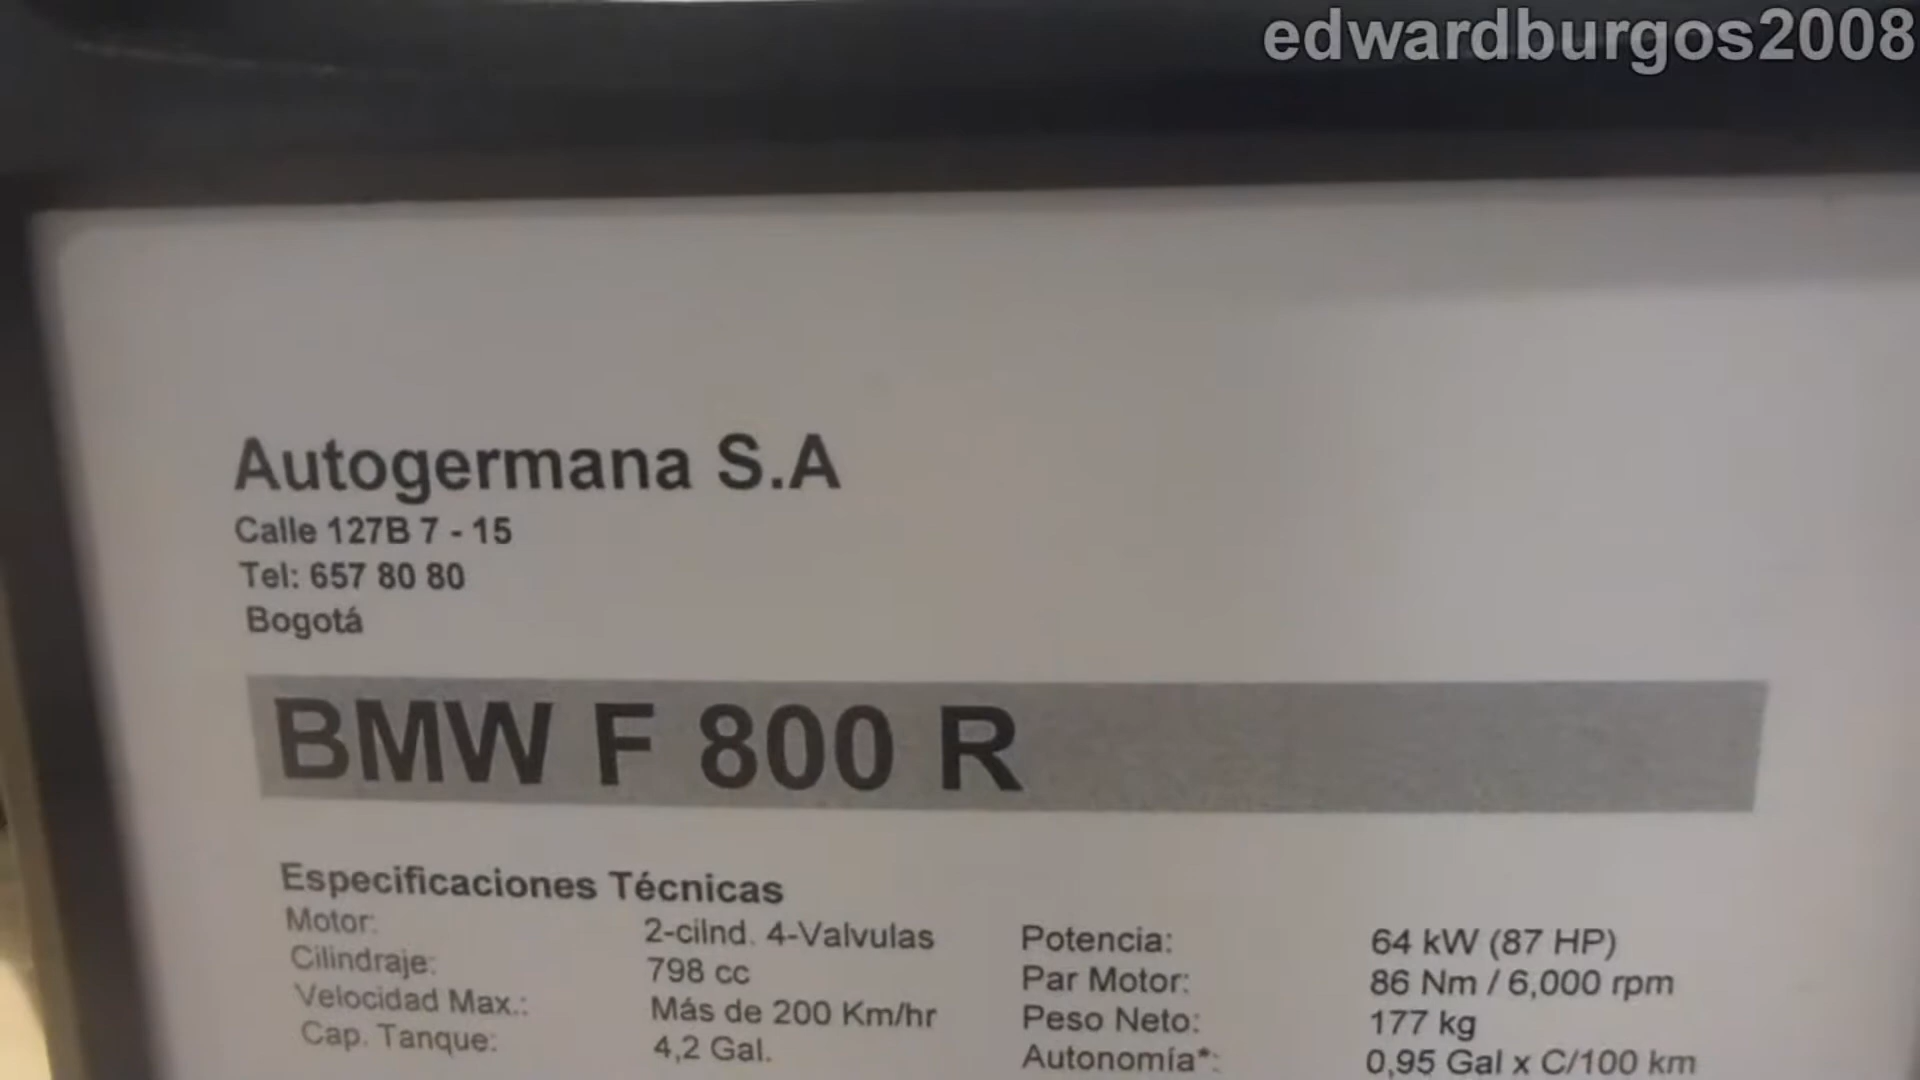 edwardburgos2008
Autogermana S.A
Calle 127B 7 - 15
Tel: 657 80 80
Bogotá
BMW F 800 R
Especificaciones Técnicas
Motor: 2-cilnd. 4-Valvulas Potencia: 64 kW (87 HP)
Cilindraje: 798 cc Par Motor: 86 Nm / 6,000 rpm
Velocidad Max.: Más de 200 Km/hr Peso Neto: 177 kg
Cap. Tanque: 4,2 Gal. Autonomía*: 0,95 Gal x C/100 km